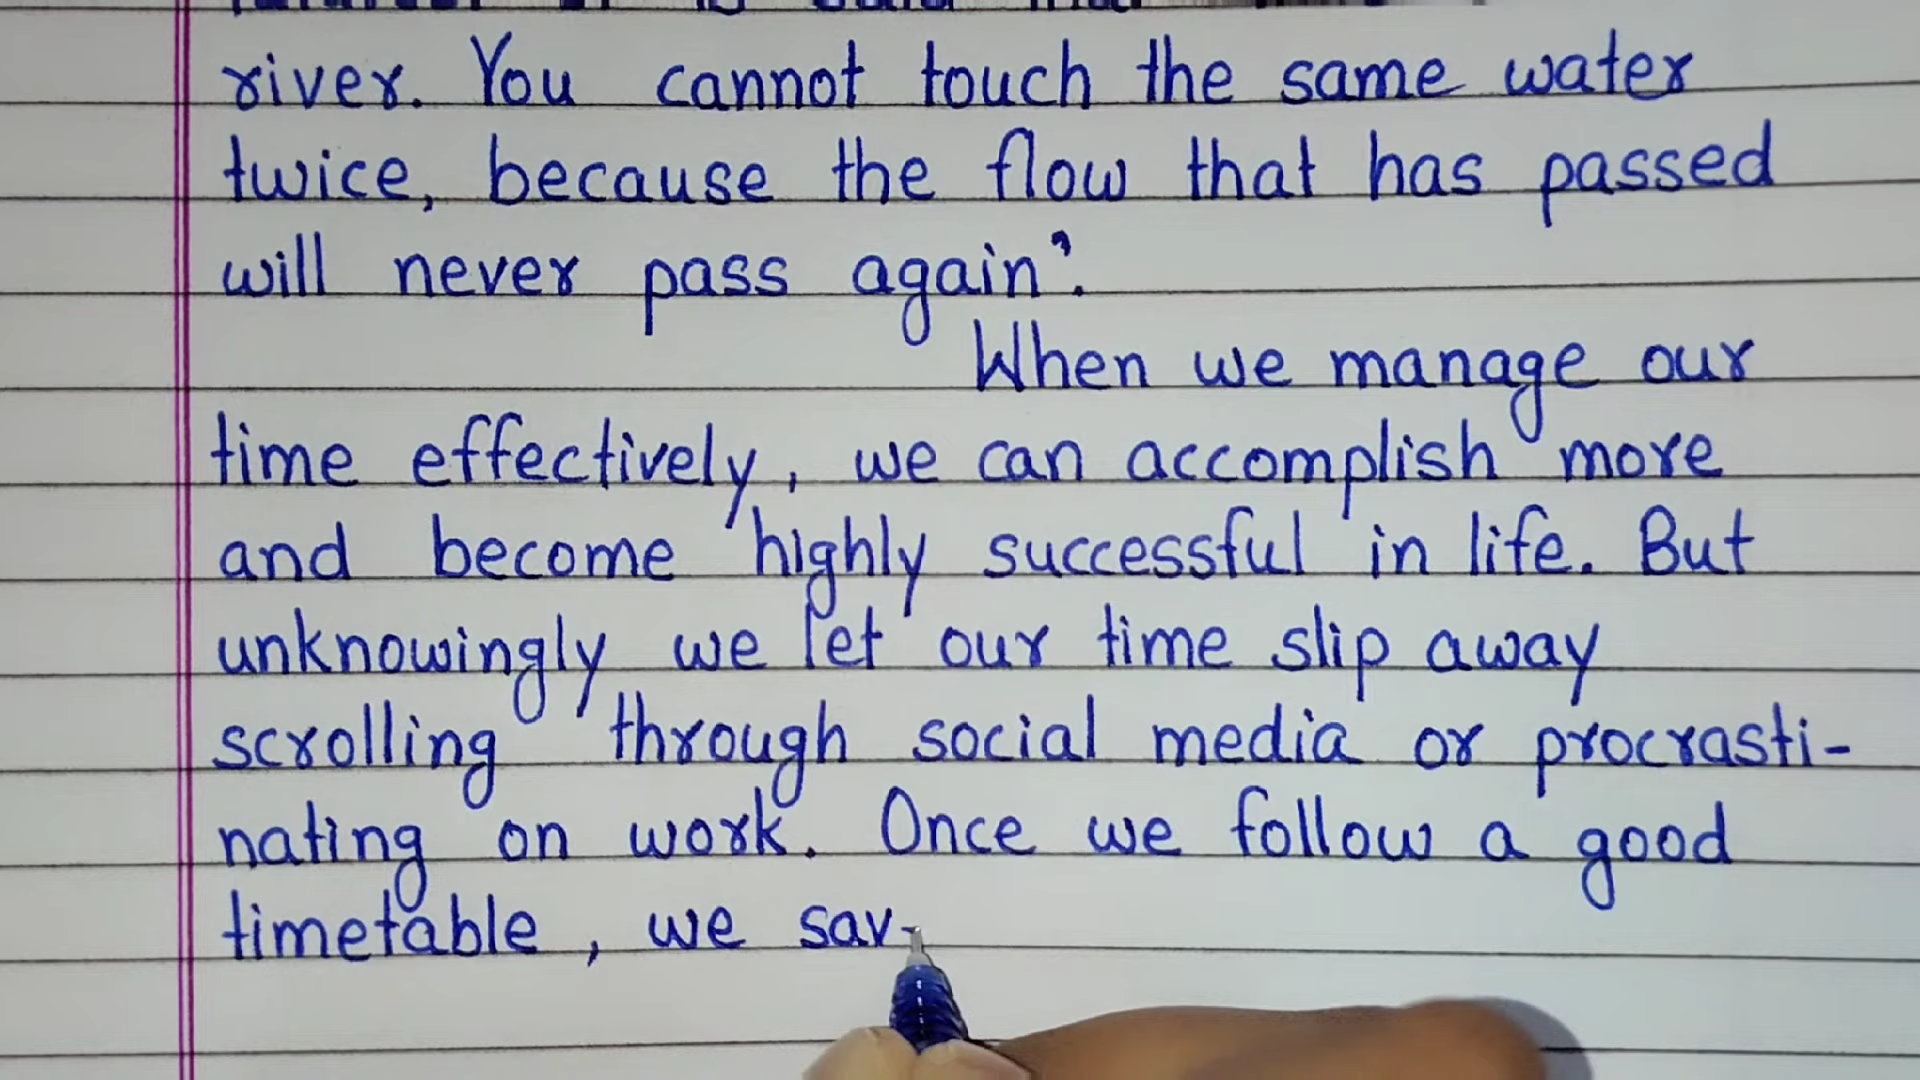 river. You cannot touch the same water
twice, because the flow that has passed
will never pass again'.
When we manage our
time effectively, we can accomplish more
and become highly successful in life. But
unknowingly we let our time slip away
scrolling through social media or procrasti-
nating on work. Once we follow a good
timetable, we sav